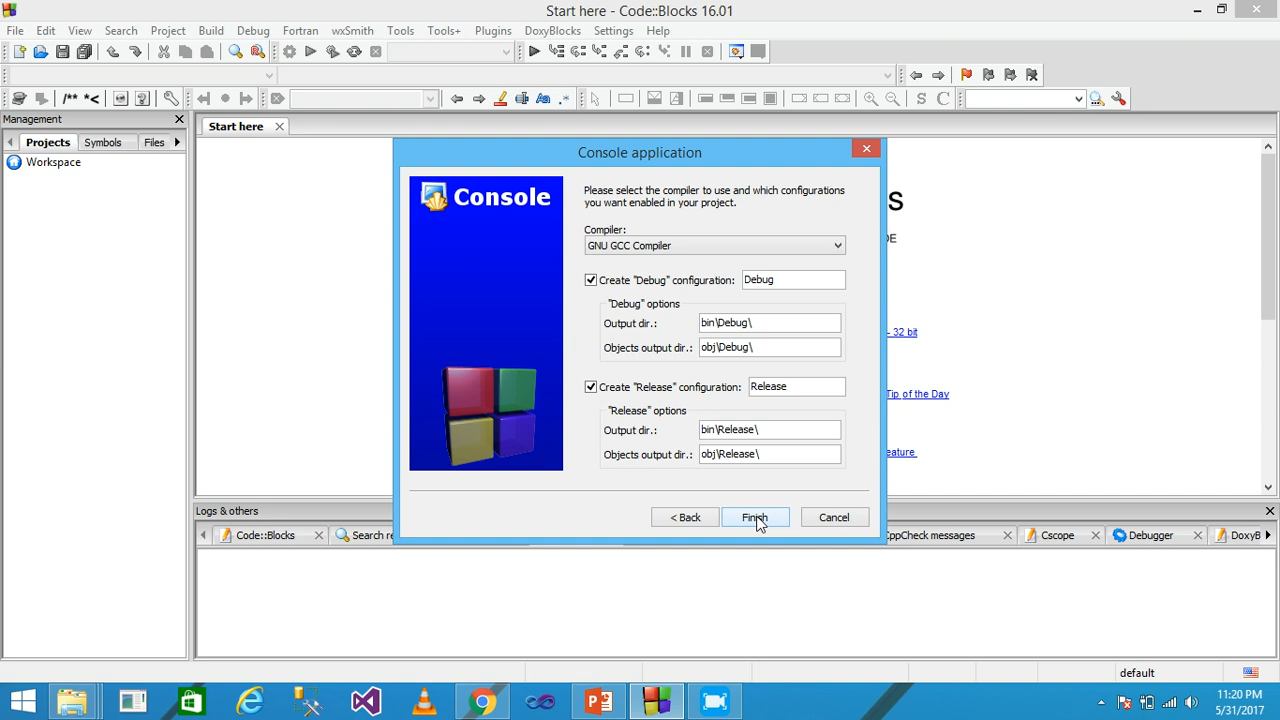 Start here - Code::Blocks 16.01
File Edit View Search Project Build Debug Fortran wxSmith Tools Tools+ Plugins DoxyBlocks Settings Help
/** *<
S C
Management
Projects Symbols Files
Workspace
Start here
Console application
Console
Please select the compiler to use and which configurations
you want enabled in your project.
Compiler:
GNU GCC Compiler
Create "Debug" configuration: Debug
"Debug" options
Output dir.: bin\Debug\
Objects output dir.: obj\Debug\
Create "Release" configuration: Release
"Release" options
Output dir.: bin\Release\
Objects output dir.: obj\Release\
< Back Finish Cancel
S
DE
- 32 bit
Tip of the Day
eature
Logs & others
Code::Blocks Search re CppCheck messages Cscope Debugger DoxyB
default
11:20 PM
5/31/2017